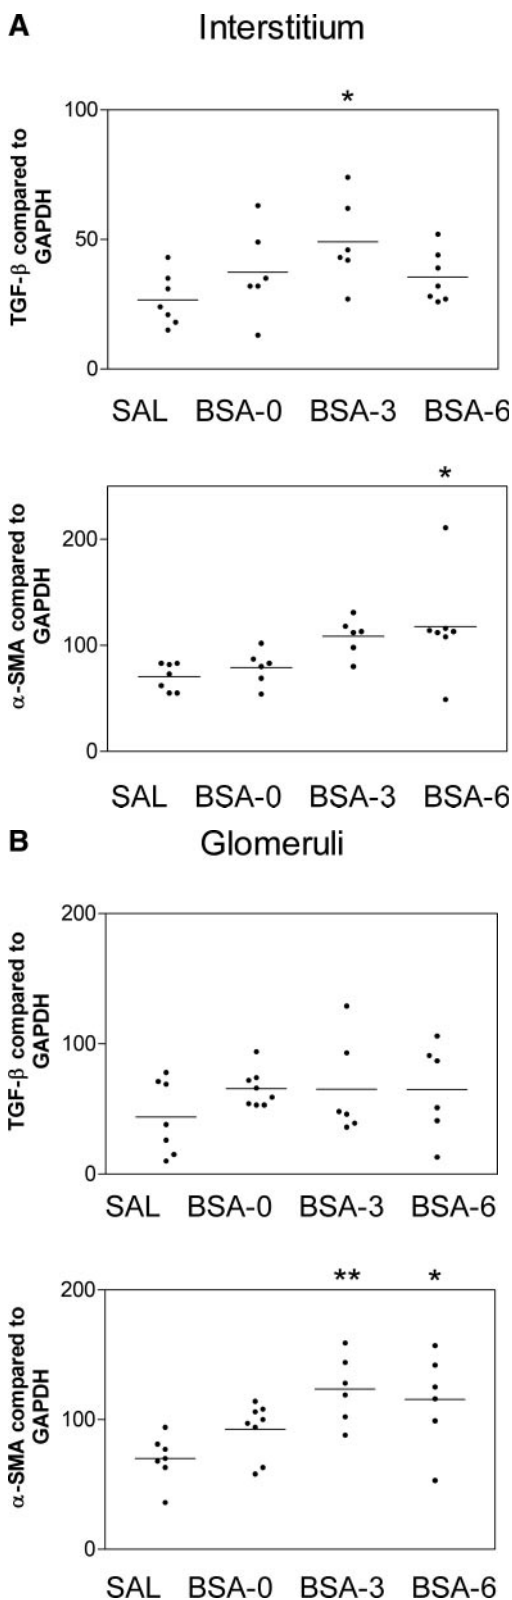 A
Interstitium
*
TGF-β compared to
GAPDH
100
50
0
SAL BSA-0 BSA-3 BSA-6
*
α-SMA compared to
GAPDH
200
100
0
SAL BSA-0 BSA-3 BSA-6
B
Glomeruli
TGF-β compared to
GAPDH
200
100
0
SAL BSA-0 BSA-3 BSA-6
** *
α-SMA compared to
GAPDH
200
100
0
SAL BSA-0 BSA-3 BSA-6